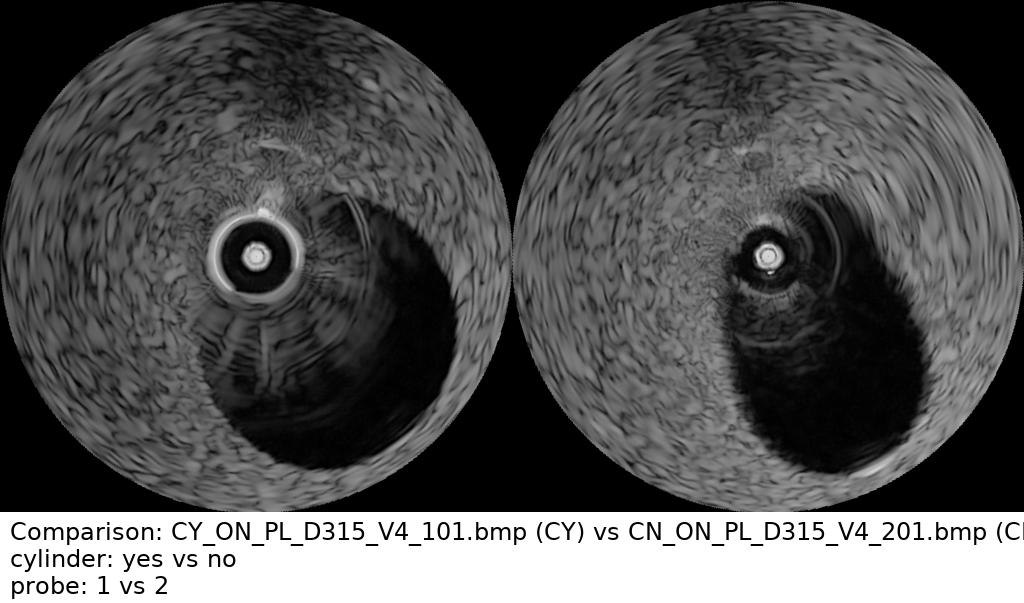 Comparison: CY_ON_PL_D315_V4_101.bmp (CY) vs CN_ON_PL_D315_V4_201.bmp
cylinder: yes vs no
probe: 1 vs 2